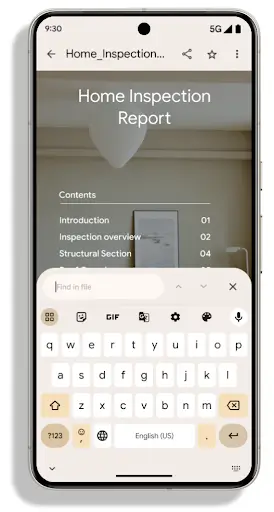 9:30
5G
Home_Inspection...
Home Inspection
Report
Contents
Introduction 01
Inspection overview 02
Structural Section 04
Find in file
GIF
q w e r t y u i o p
a s d f g h j k l
z x c v b n m
?123 , English (US) .